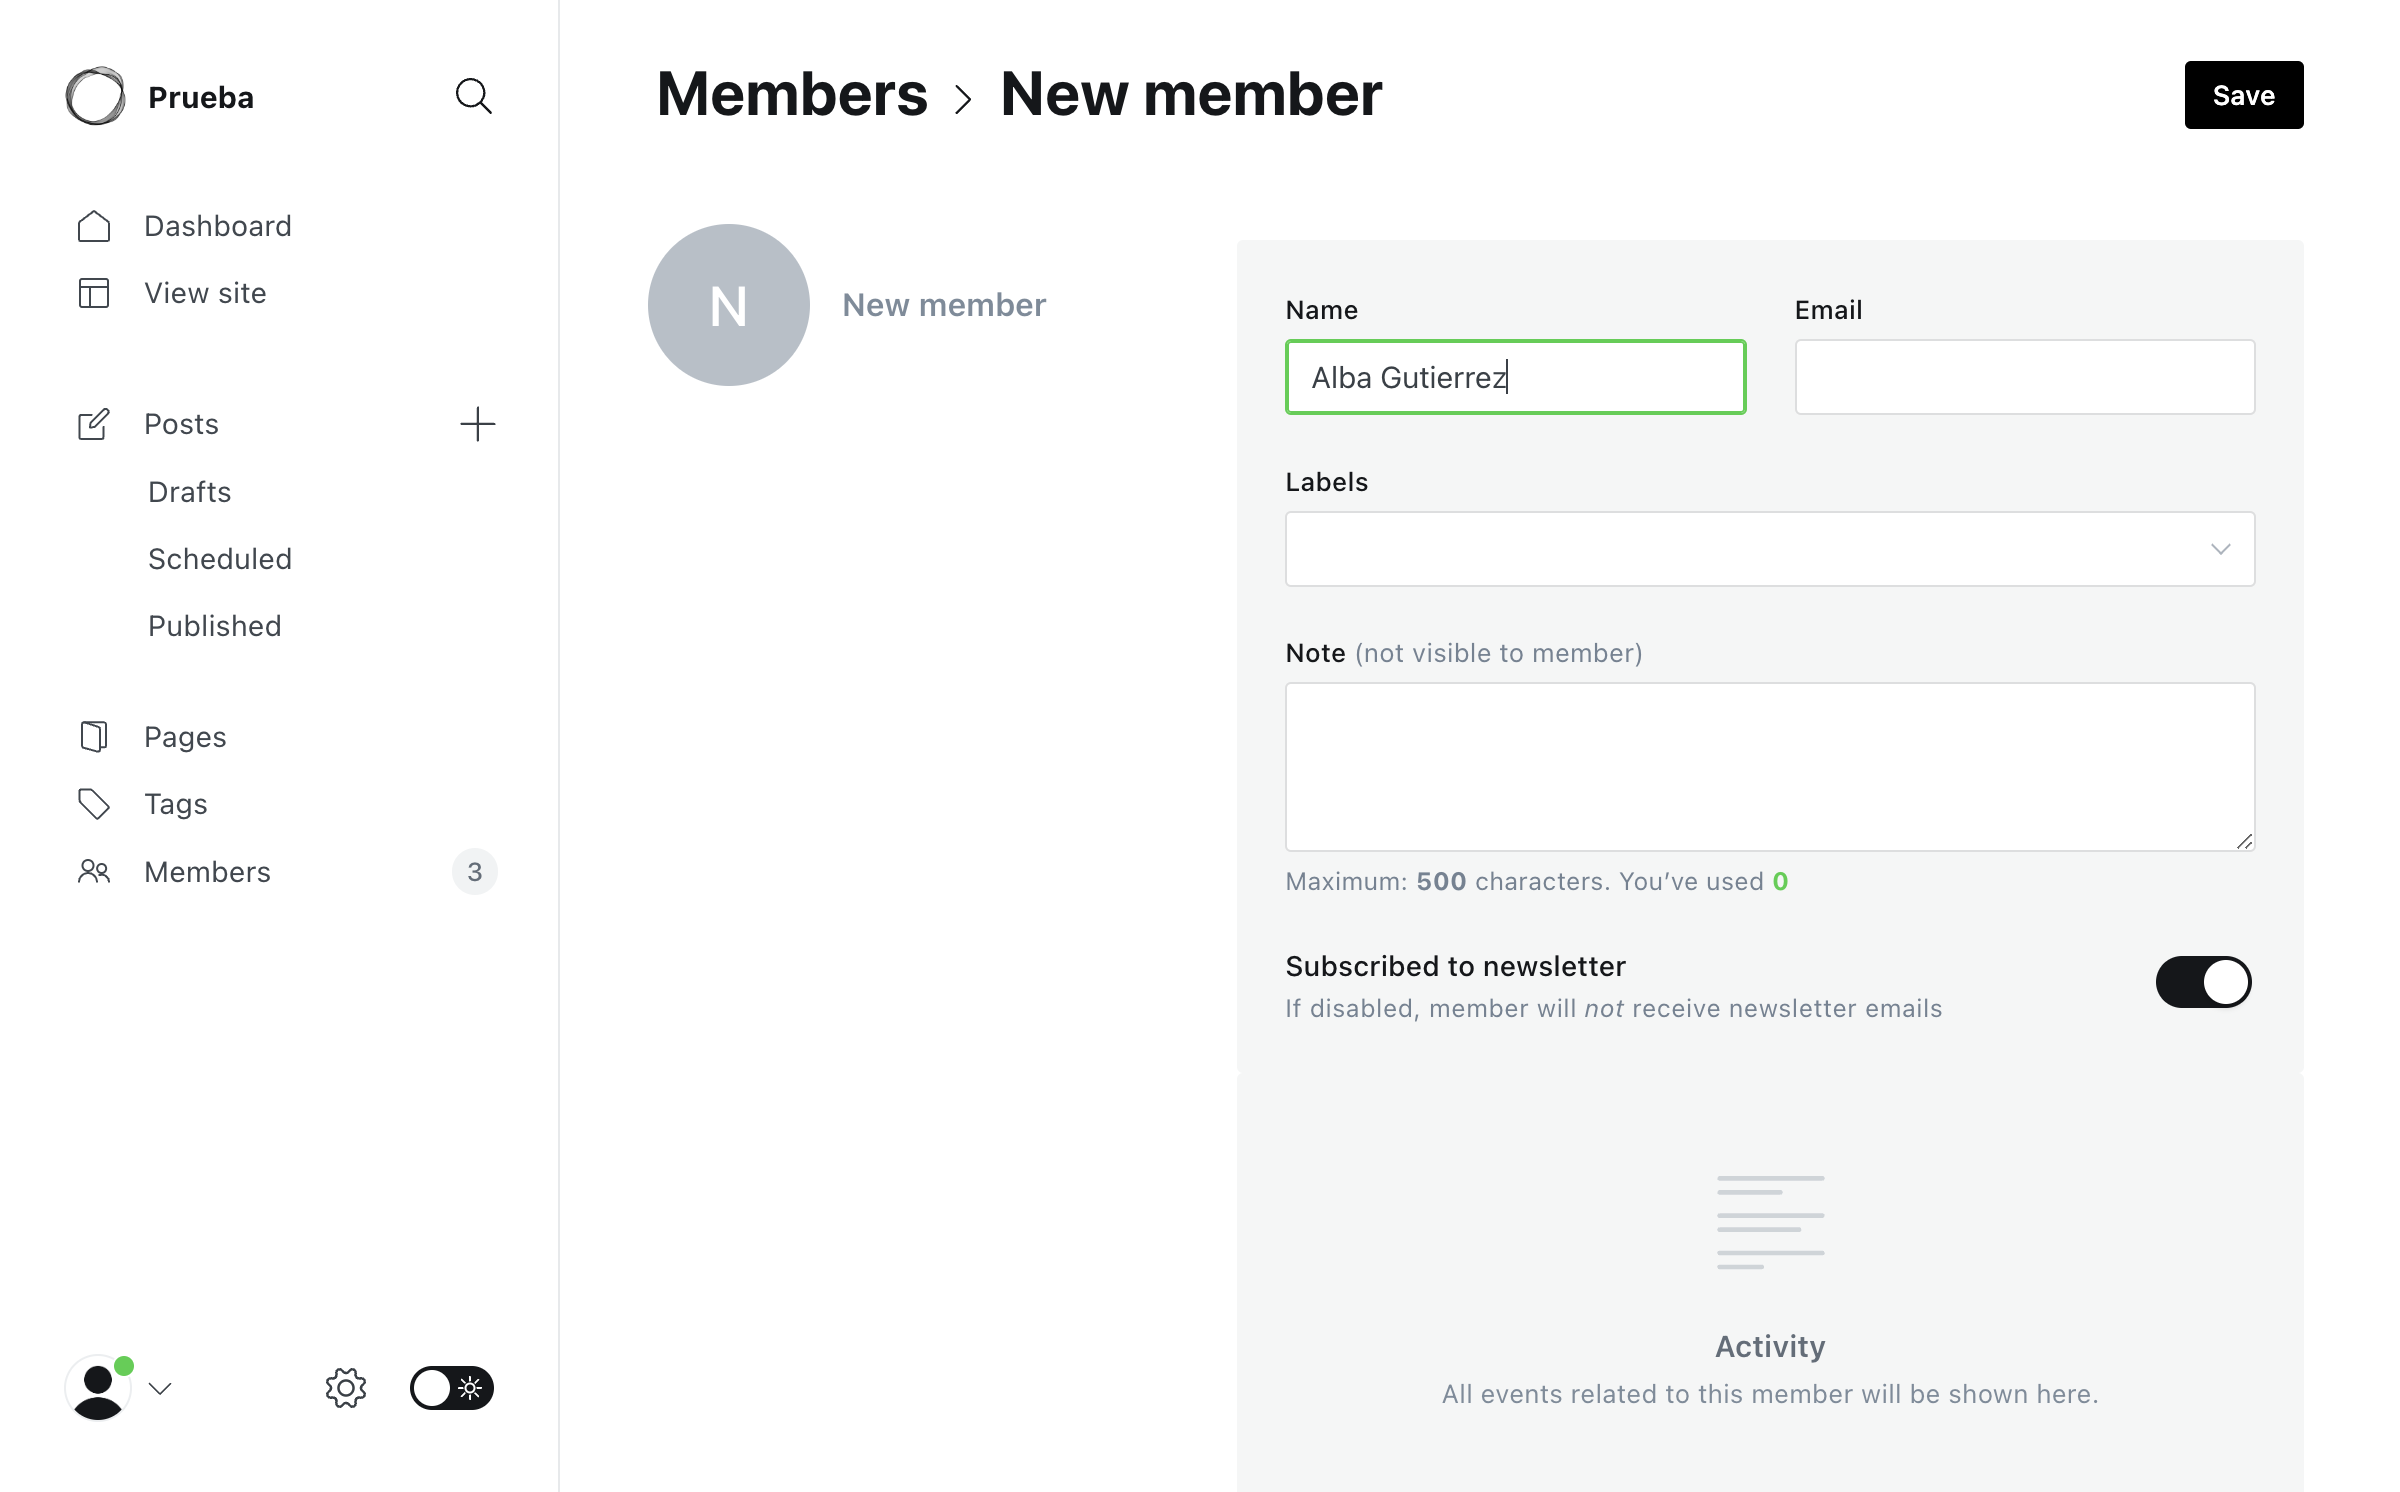 Prueba
Dashboard
View site
Posts
Drafts
Scheduled
Published
Pages
Tags
Members 3
Members > New member
Save
N
New member
Name
Alba Gutierrez
Email
Labels
Note (not visible to member)
Maximum: 500 characters. You’ve used 0
Subscribed to newsletter
If disabled, member will not receive newsletter emails
Activity
All events related to this member will be shown here.